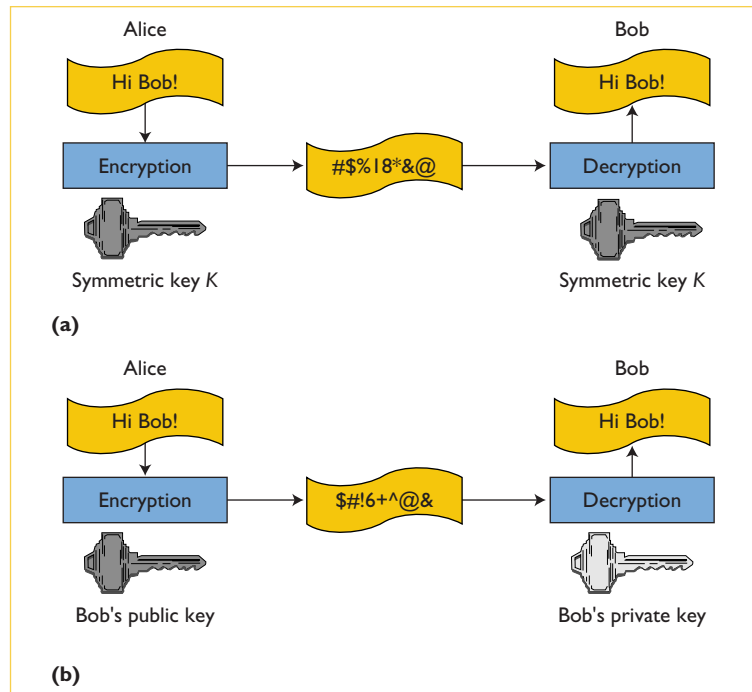 Alice Bob
Hi Bob! Hi Bob!
Encryption #$%18*&@ Decryption
Symmetric key K Symmetric key K
(a)
Alice Bob
Hi Bob! Hi Bob!
Encryption $#!6+^@& Decryption
Bob's public key Bob's private key
(b)